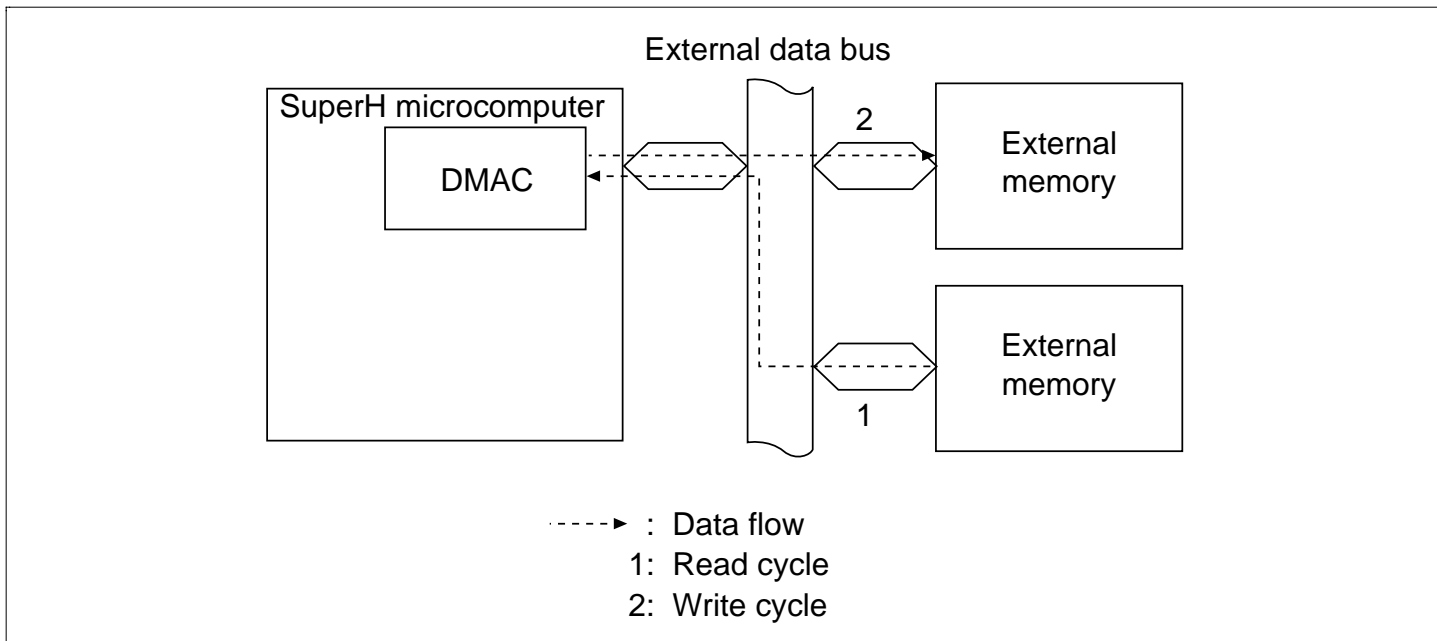 External data bus
SuperH microcomputer
DMAC
2
External
memory
External
memory
1
: Data flow
1: Read cycle
2: Write cycle